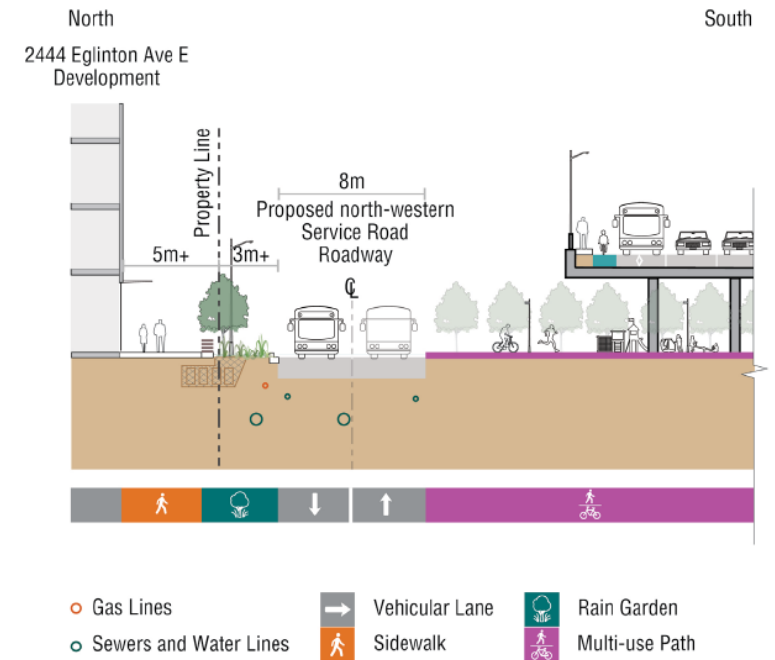 North
South
2444 Eglinton Ave E
Development
Property Line
8m
Proposed north-western
Service Road
Roadway
5m+
3m+
℄
Gas Lines
Vehicular Lane
Rain Garden
Sewers and Water Lines
Sidewalk
Multi-use Path